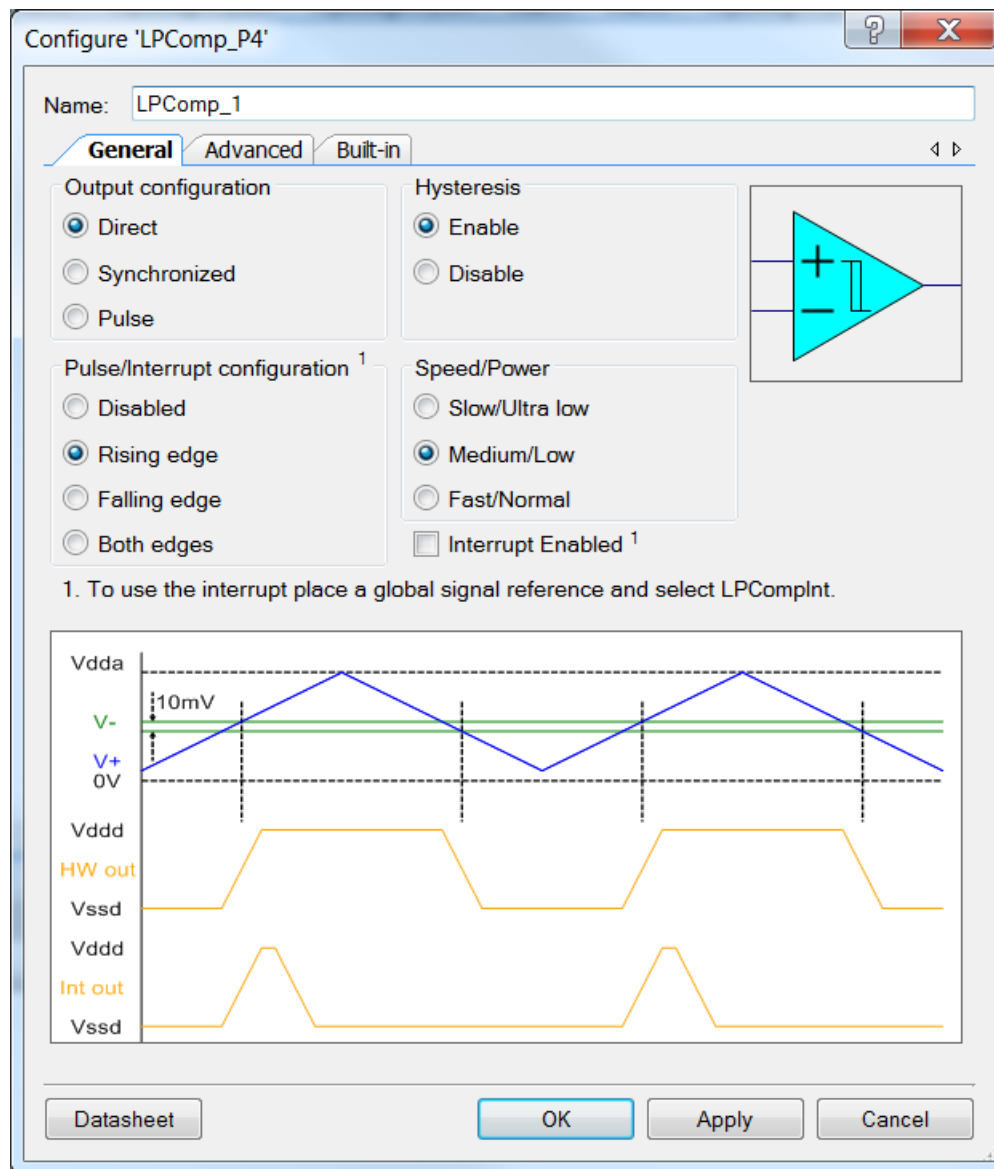 Configure 'LPComp_P4'
Name: LPComp_1
General Advanced Built-in
Output configuration
Direct
Synchronized
Pulse
Hysteresis
Enable
Disable
Pulse/Interrupt configuration 1
Disabled
Rising edge
Falling edge
Both edges
Speed/Power
Slow/Ultra low
Medium/Low
Fast/Normal
Interrupt Enabled 1
1. To use the interrupt place a global signal reference and select LPCompInt.
Vdda
10mV
V-
V+
0V
Vddd
HW out
Vssd
Vddd
Int out
Vssd
Datasheet OK Apply Cancel